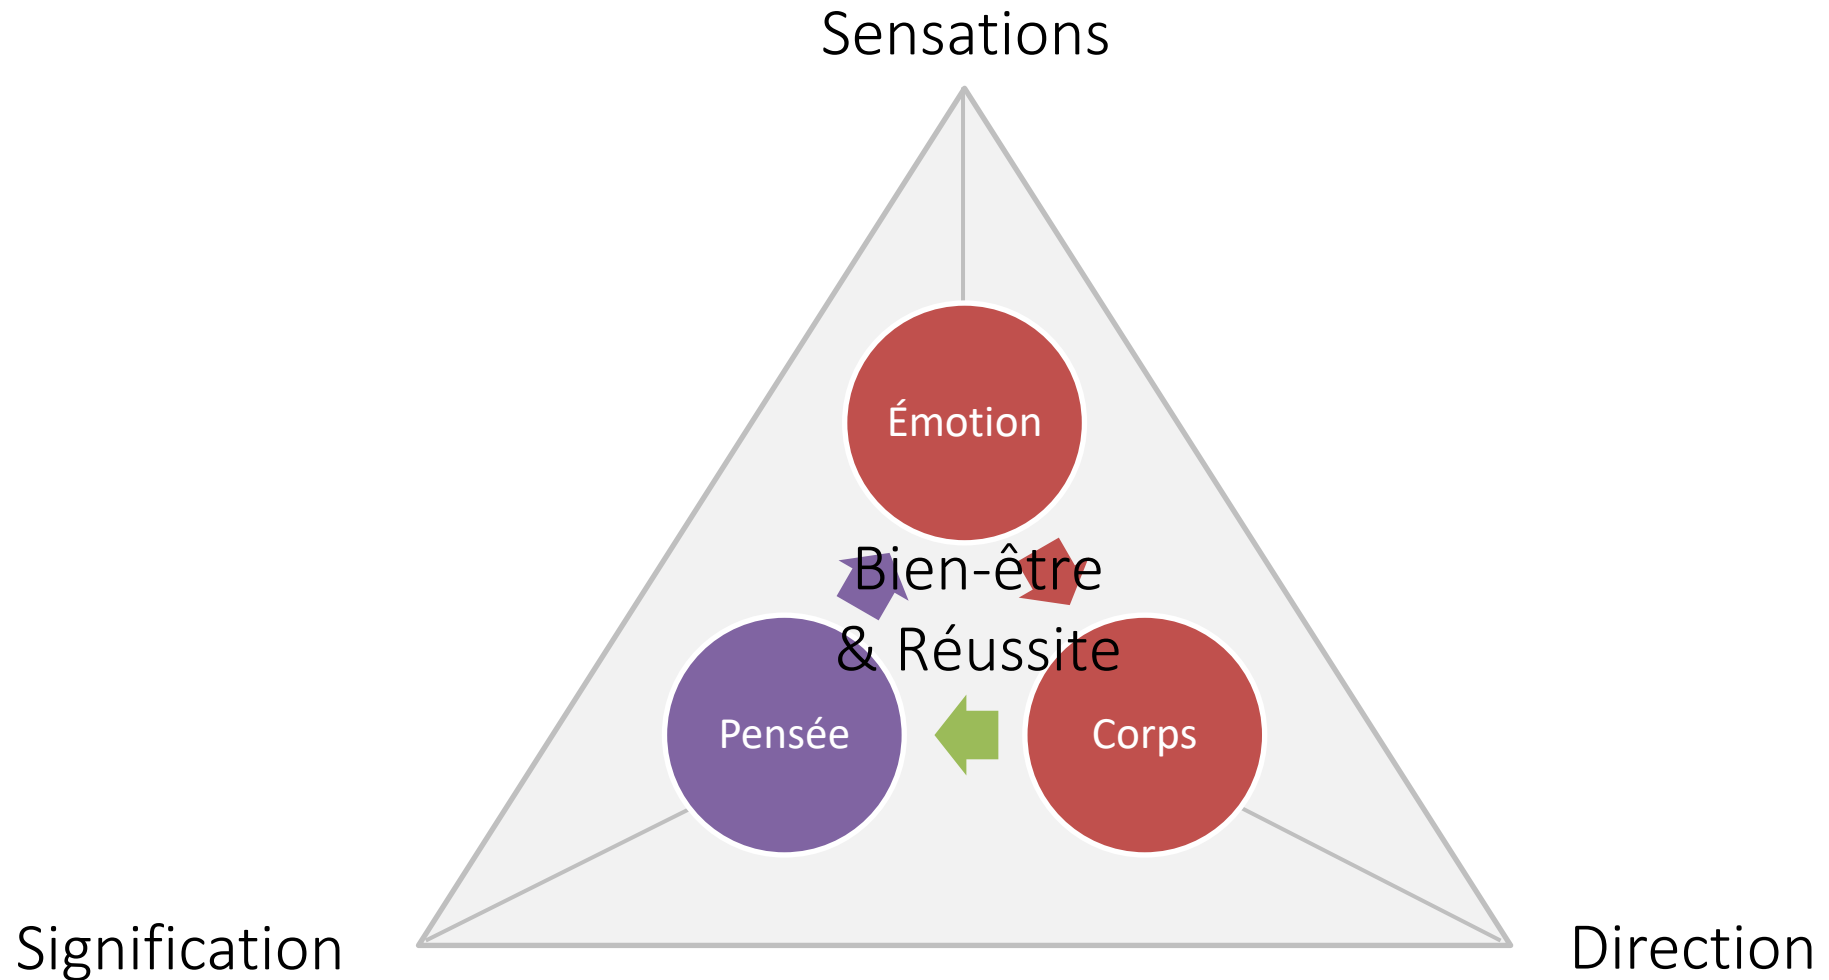 Sensations
Émotion
Bien-être
& Réussite
Pensée
Corps
Signification
Direction